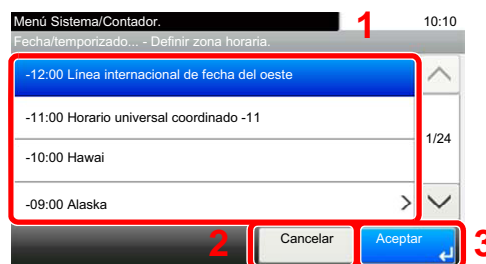 Menú Sistema/Contador.
1
10:10
Fecha/temporizado... - Definir zona horaria.
-12:00 Línea internacional de fecha del oeste
-11:00 Horario universal coordinado -11
1/24
-10:00 Hawai
-09:00 Alaska
2
Cancelar
Aceptar
3